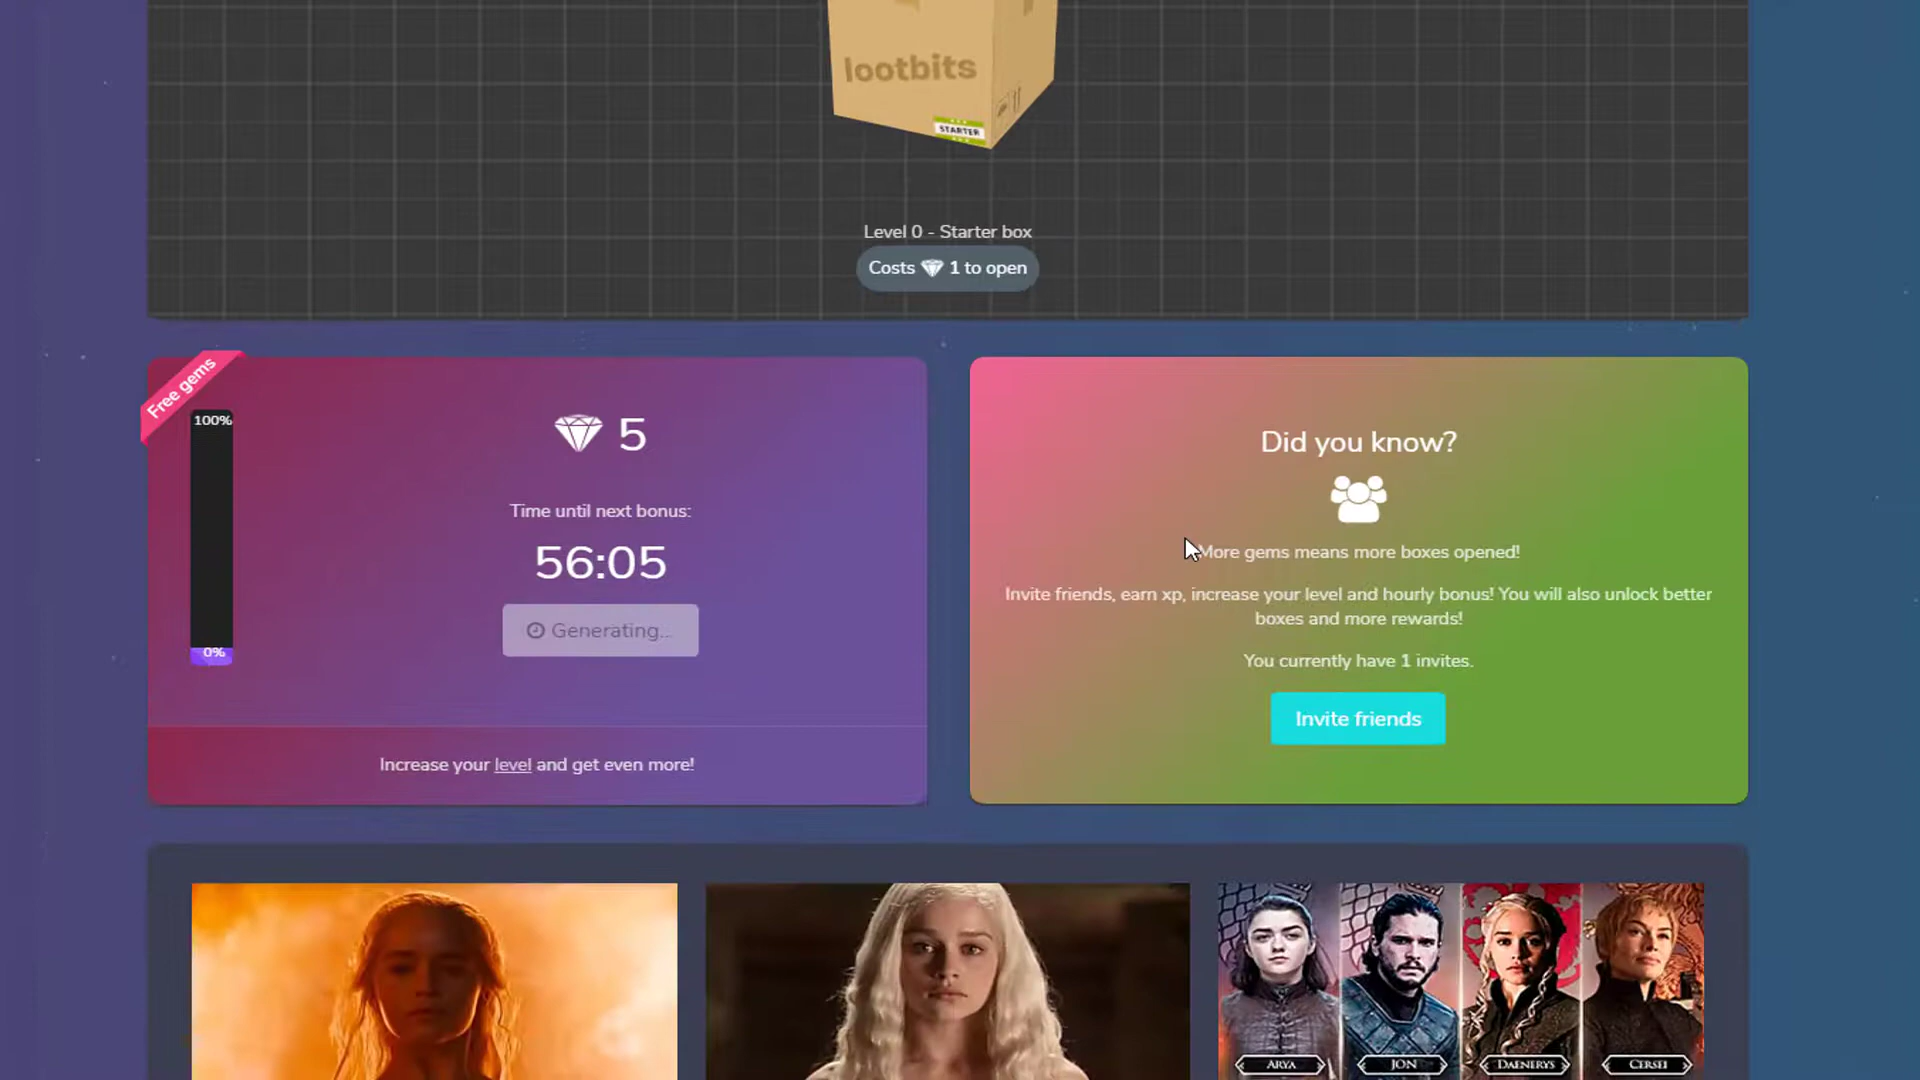 lootbits
STARTER
Level 0 - Starter box
Costs 1 to open
Free gems
100%
0%
5
Time until next bonus:
56:05
Generating...
Increase your level and get even more!
Did you know?
More gems means more boxes opened!
Invite friends, earn xp, increase your level and hourly bonus! You will also unlock better
boxes and more rewards!
You currently have 1 invites.
Invite friends
ARYA
JON
DAENERYS
CERSEI